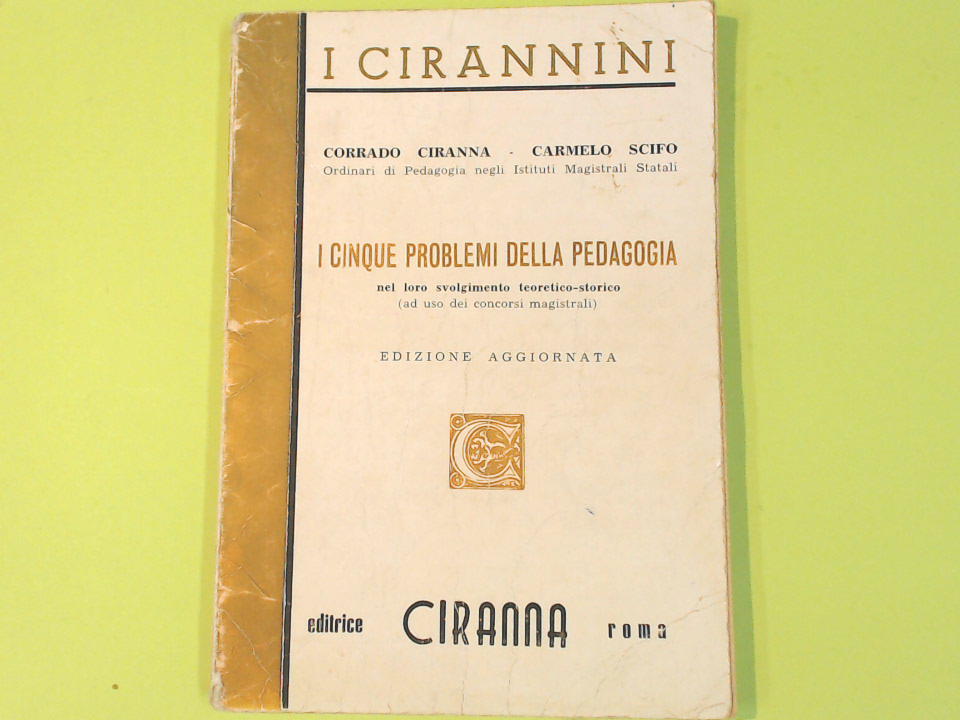 I CIRANNINI
CORRADO CIRANNA - CARMELO SCIFO
Ordinari di Pedagogia negli Istituti Magistrali Statali
I CINQUE PROBLEMI DELLA PEDAGOGIA
nel loro svolgimento teoretico-storico
(ad uso dei concorsi magistrali)
EDIZIONE AGGIORNATA
C
editrice CIRANNA roma